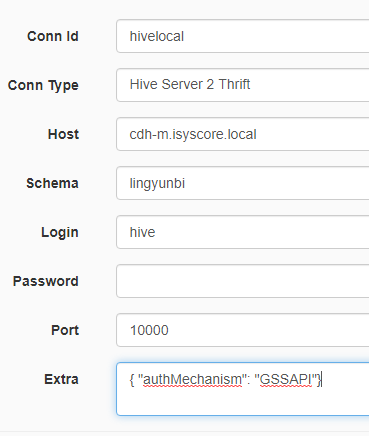 Conn Id hivelocal
Conn Type Hive Server 2 Thrift
Host cdh-m.isyscore.local
Schema lingyunbi
Login hive
Password
Port 10000
Extra { "authMechanism": "GSSAPI"}